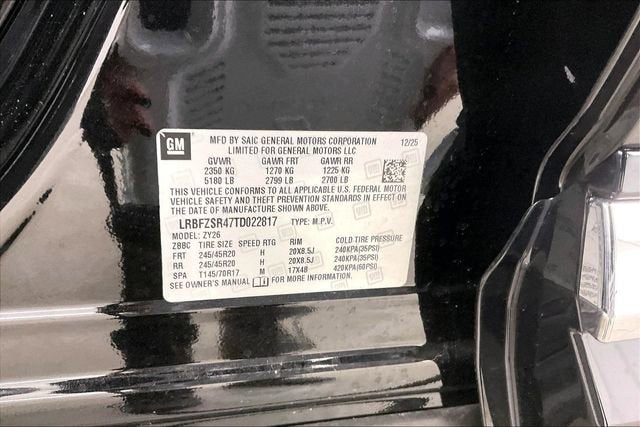 GM
MFD BY SAIC GENERAL MOTORS CORPORATION 12/25
LIMITED FOR GENERAL MOTORS LLC
GVWR GAWR FRT GAWR RR
2350 KG 1270 KG 1225 KG
5180 LB 2799 LB 2700 LB
THIS VEHICLE CONFORMS TO ALL APPLICABLE U.S. FEDERAL MOTOR
VEHICLE SAFETY AND THEFT PREVENTION STANDARDS IN EFFECT ON
THE DATE OF MANUFACTURE SHOWN ABOVE.
LRBFZSR47TD022817 TYPE: M.P.V.
MODEL: ZY26
ZBBC TIRE SIZE SPEED RTG RIM COLD TIRE PRESSURE
FRT 245/45R20 H 20X8.5J 240KPA(35PSI)
RR 245/45R20 H 20X8.5J 240KPA(35PSI)
SPA T145/70R17 M 17X4B 420KPA(60PSI)
SEE OWNER'S MANUAL FOR MORE INFORMATION.